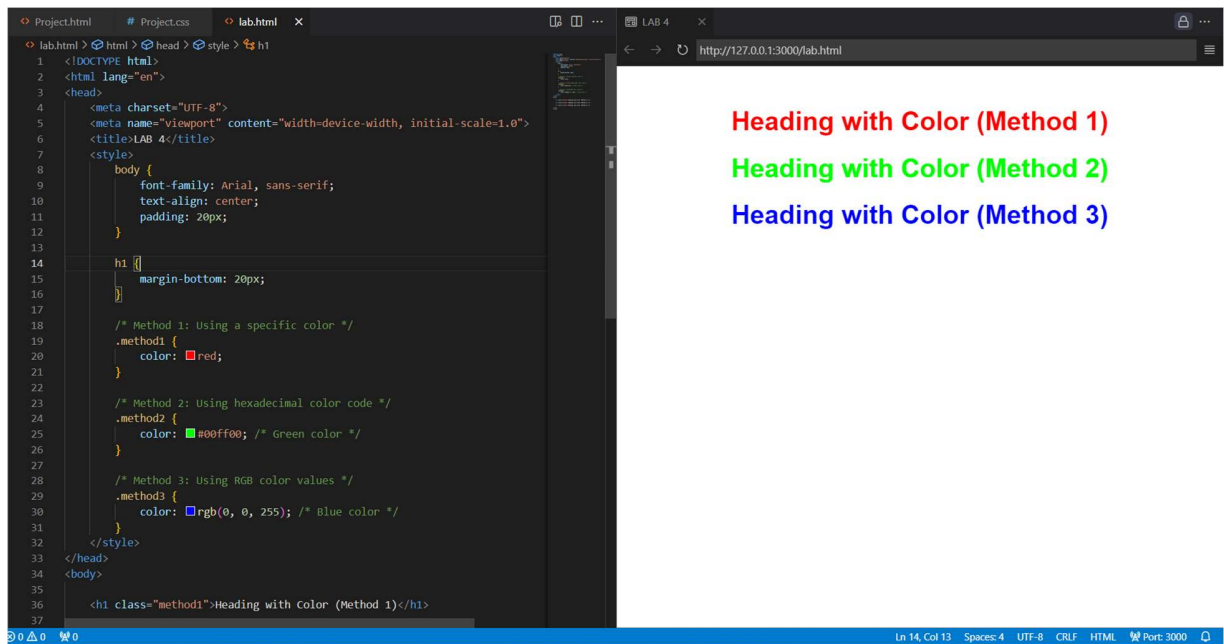 Project.html # Project.css lab.html
lab.html > html > head > style > h1
1 <!DOCTYPE html>
2 <html lang="en">
3 <head>
4 <meta charset="UTF-8">
5 <meta name="viewport" content="width=device-width, initial-scale=1.0">
6 <title>LAB 4</title>
7 <style>
8 body {
9 font-family: Arial, sans-serif;
10 text-align: center;
11 padding: 20px;
12 }
13
14 h1 {
15 margin-bottom: 20px;
16 }
17
18 /* Method 1: Using a specific color */
19 .method1 {
20 color: red;
21 }
22
23 /* Method 2: Using hexadecimal color code */
24 .method2 {
25 color: #00ff00; /* Green color */
26 }
27
28 /* Method 3: Using RGB color values */
29 .method3 {
30 color: rgb(0, 0, 255); /* Blue color */
31 }
32 </style>
33 </head>
34 <body>
35
36 <h1 class="method1">Heading with Color (Method 1)</h1>
37
LAB 4
http://127.0.0.1:3000/lab.html
Heading with Color (Method 1)
Heading with Color (Method 2)
Heading with Color (Method 3)
0 0 0 Ln 14, Col 13 Spaces: 4 UTF-8 CRLF HTML Port: 3000